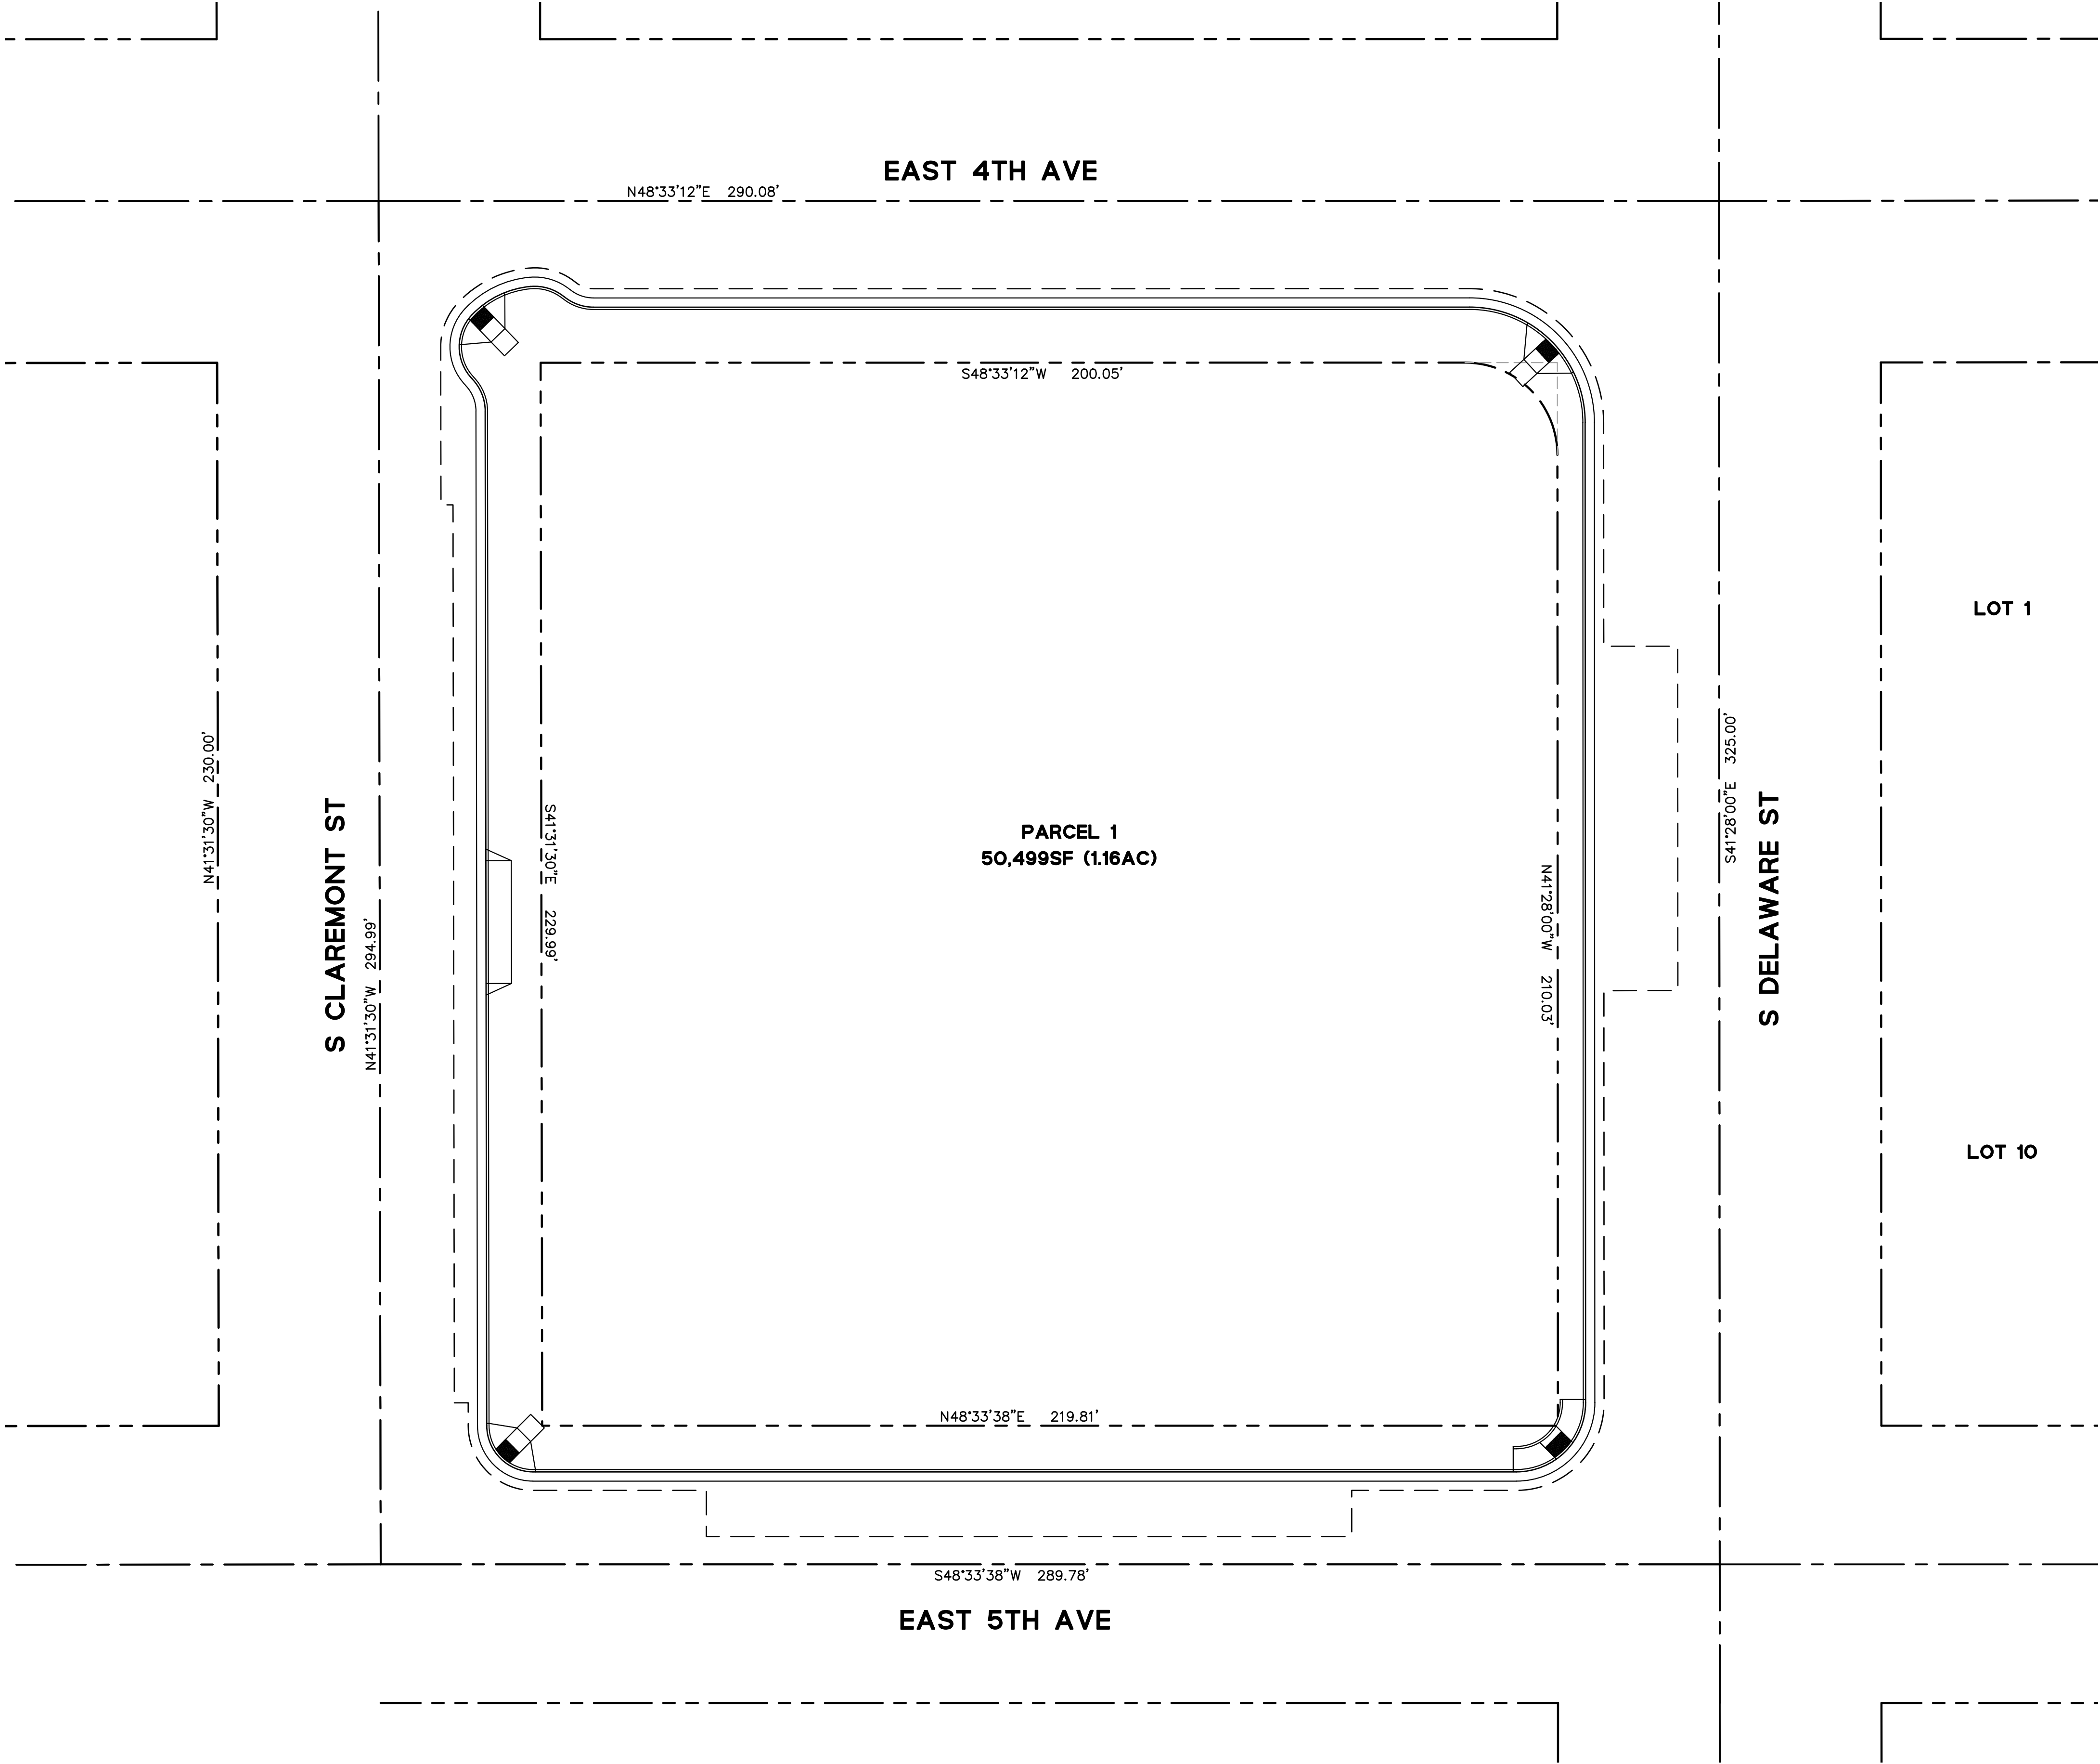 EAST 4TH AVE
N48°33'12"E 290.08'
S48°33'12"W 200.05'
LOT 1
N41°31'30"W 230.00'
S CLAREMONT ST
N41°31'30"W 294.99'
S41°31'30"E 229.99'
PARCEL 1
50,499SF (1.16AC)
N41°28'00"W 210.03'
S41°28'00"E 325.00'
S DELAWARE ST
LOT 10
N48°33'38"E 219.81'
S48°33'38"W 289.78'
EAST 5TH AVE